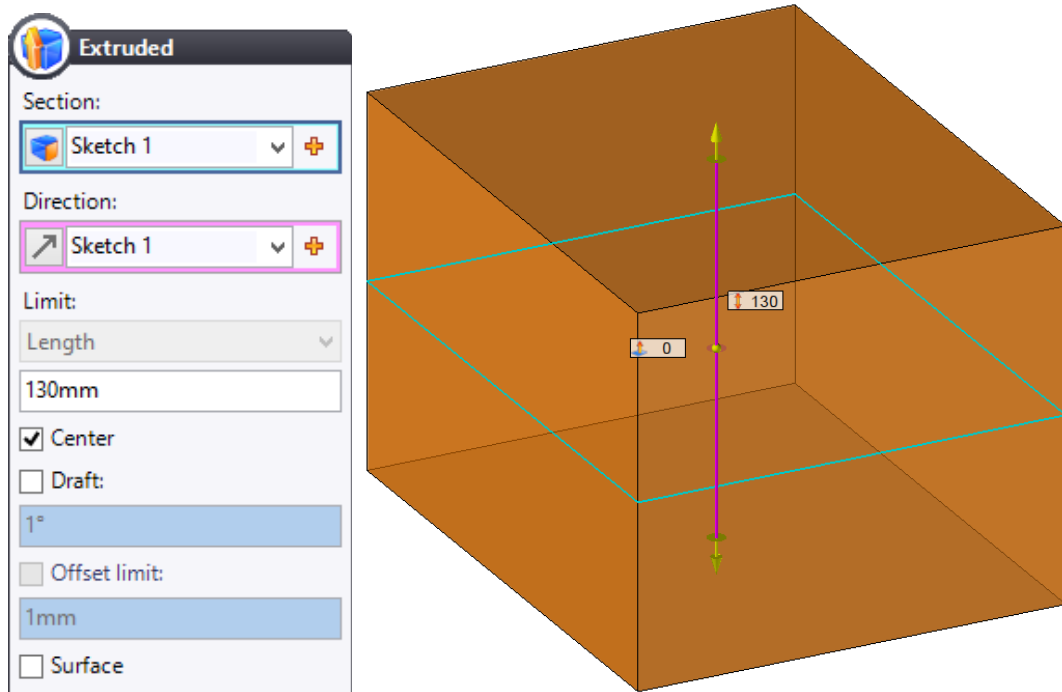 Extruded
Section:
Sketch 1
Direction:
Sketch 1
Limit:
Length
130mm
Center
Draft:
1°
Offset limit:
1mm
Surface
130
0